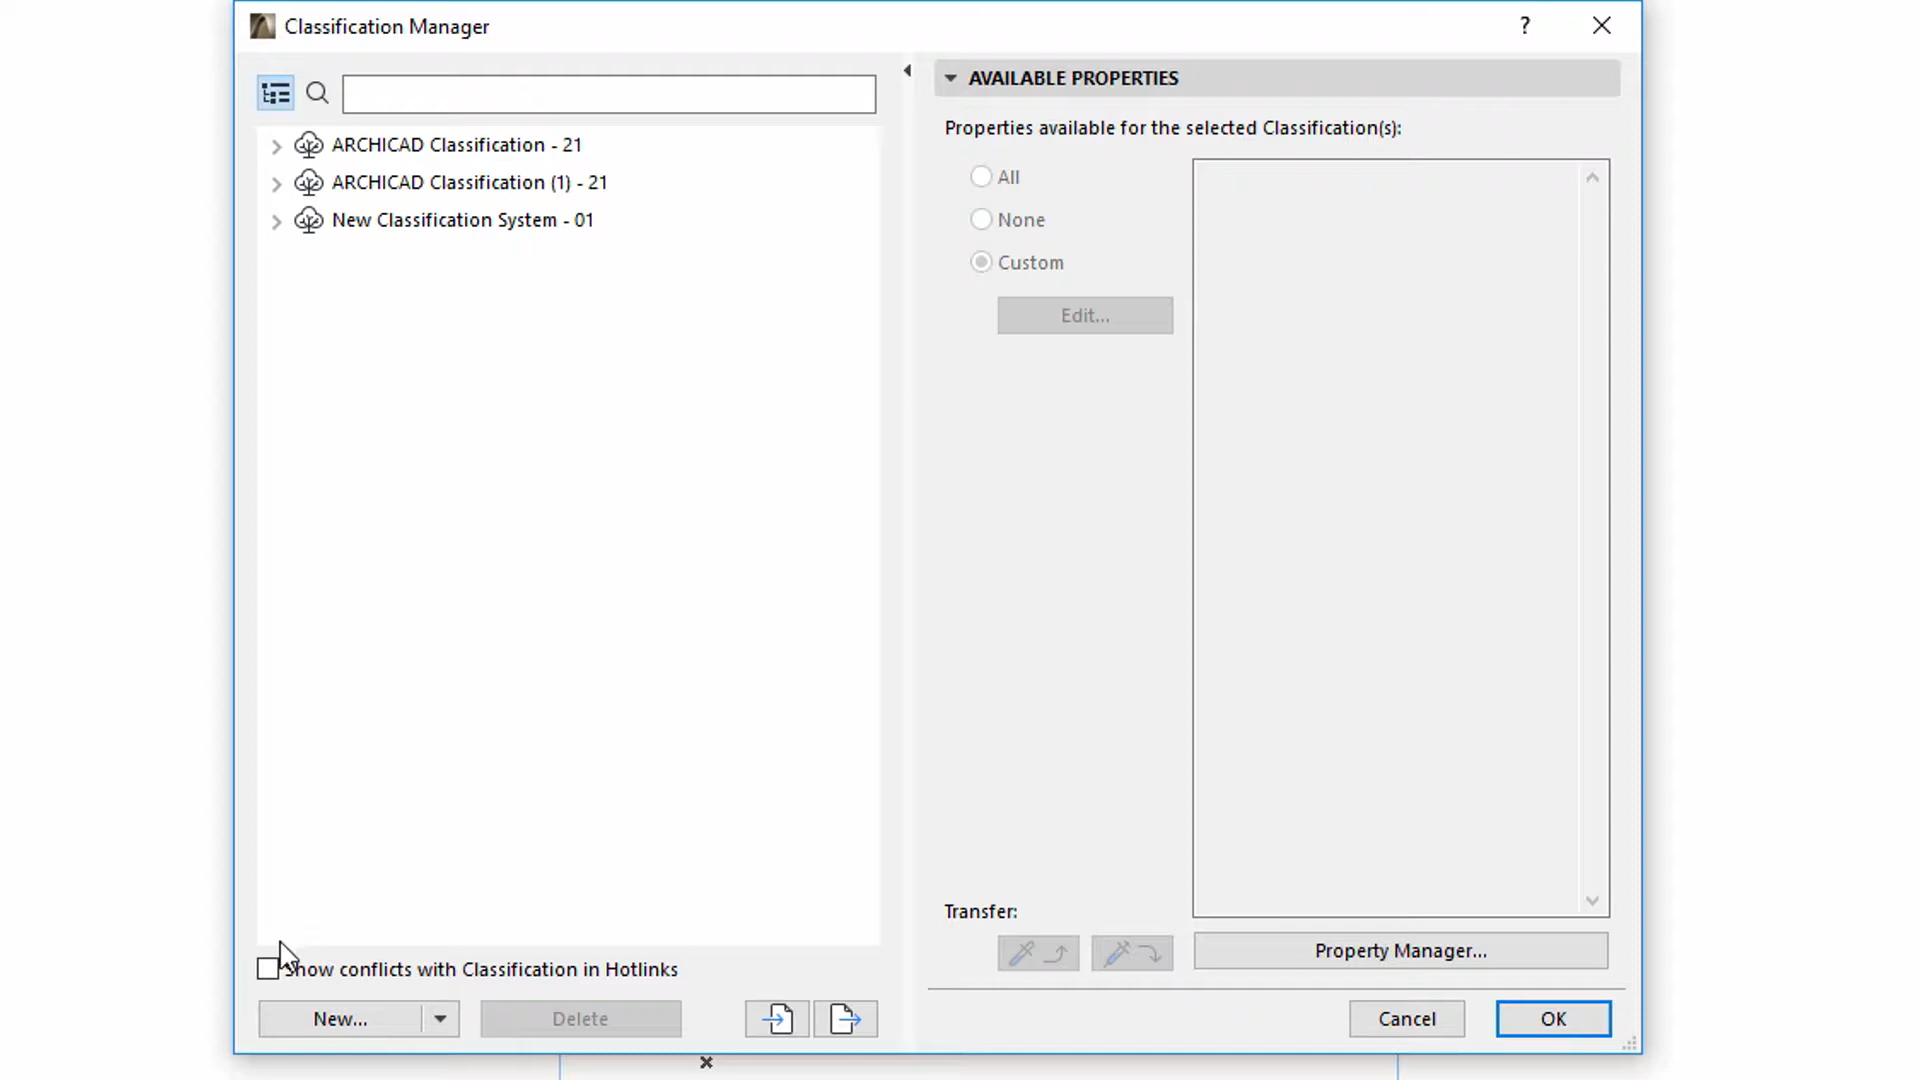 Classification Manager
?
ARCHICAD Classification - 21
ARCHICAD Classification (1) - 21
New Classification System - 01
Show conflicts with Classification in Hotlinks
New...
Delete
AVAILABLE PROPERTIES
Properties available for the selected Classification(s):
All
None
Custom
Edit...
Transfer:
Property Manager...
Cancel
OK